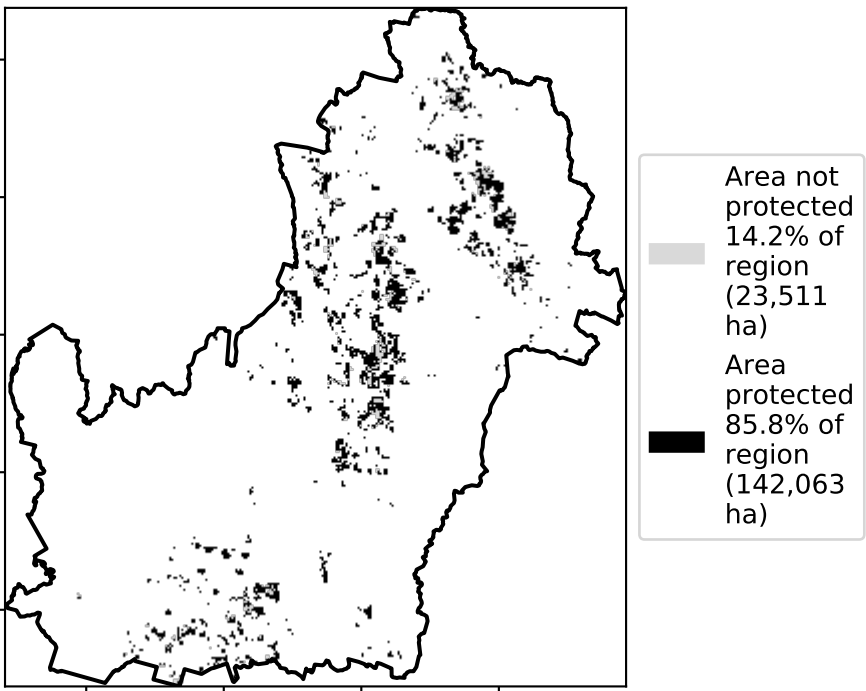 Area not
protected
14.2% of
region
(23,511
ha)
Area
protected
85.8% of
region
(142,063
ha)